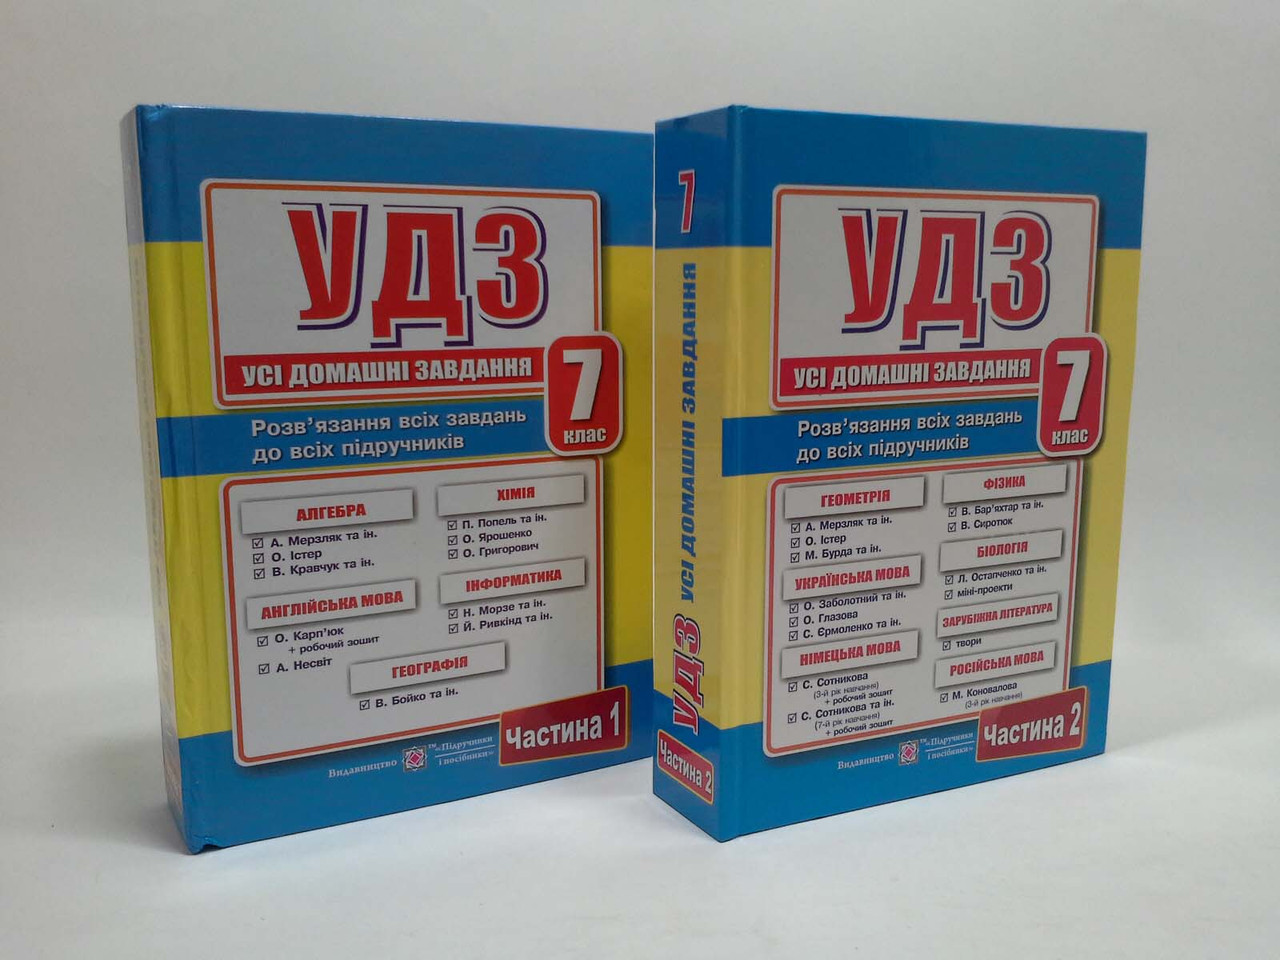 УДЗ
УСІ ДОМАШНІ ЗАВДАННЯ
7
клас
Розв'язання всіх завдань
до всіх підручників
АЛГЕБРА
А. Мерзляк та ін.
О. Істер
В. Кравчук та ін.
АНГЛІЙСЬКА МОВА
О. Карп'юк
+ робочий зошит
А. Несвіт
ХІМІЯ
П. Попель та ін.
О. Ярошенко
О. Григорович
ІНФОРМАТИКА
Н. Морзе та ін.
Й. Ривкінд та ін.
ГЕОГРАФІЯ
В. Бойко та ін.
Частина 1
Видавництво
™«Підручники
і посібники»
7
УСІ ДОМАШНІ ЗАВДАННЯ
УДЗ
Частина 2
УДЗ
УСІ ДОМАШНІ ЗАВДАННЯ
7
клас
Розв'язання всіх завдань
до всіх підручників
ГЕОМЕТРІЯ
А. Мерзляк та ін.
О. Істер
М. Бурда та ін.
УКРАЇНСЬКА МОВА
О. Заболотний та ін.
О. Глазова
С. Єрмоленко та ін.
НІМЕЦЬКА МОВА
С. Сотникова
(3-й рік навчання)
+ робочий зошит
С. Сотникова та ін.
(7-й рік навчання)
+ робочий зошит
ФІЗИКА
В. Бар'яхтар та ін.
В. Сиротюк
БІОЛОГІЯ
Л. Остапченко та ін.
міні-проекти
ЗАРУБІЖНА ЛІТЕРАТУРА
твори
РОСІЙСЬКА МОВА
М. Коновалова
(3-й рік навчання)
Частина 2
Видавництво
™«Підручники
і посібники»